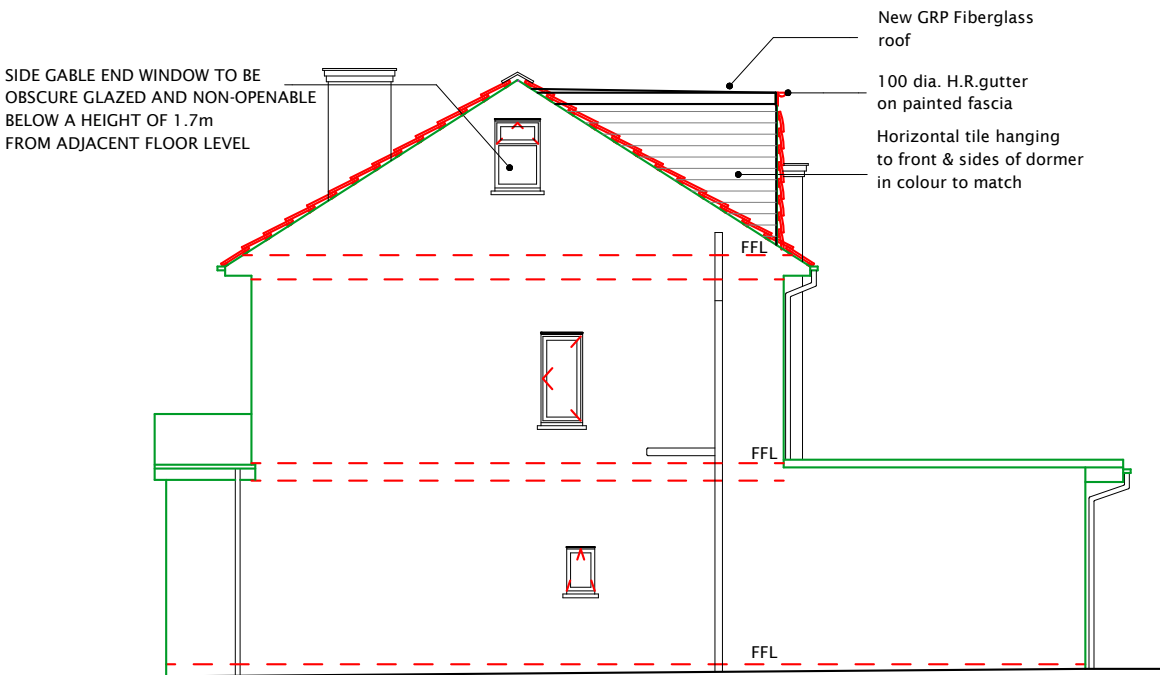 New GRP Fiberglass
roof
SIDE GABLE END WINDOW TO BE
OBSCURE GLAZED AND NON-OPENABLE
BELOW A HEIGHT OF 1.7m
FROM ADJACENT FLOOR LEVEL
100 dia. H.R.gutter
on painted fascia
Horizontal tile hanging
to front & sides of dormer
in colour to match
FFL
FFL
FFL